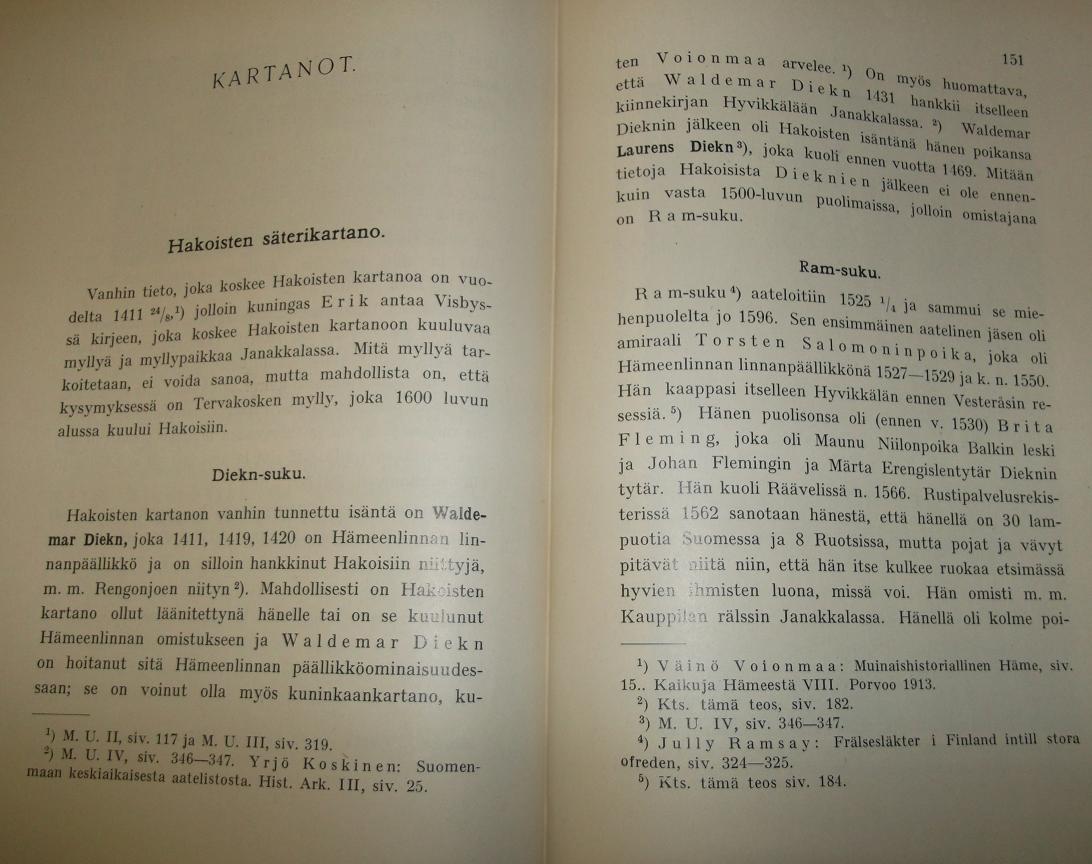 KARTANOT.
Hakoisten säterikartano.
Vanhin tieto, joka koskee Hakoisten kartanoa on vuo-
delta 1411 ²⁴/₈,¹) jolloin kuningas Erik antaa Visbys-
sä kirjeen, joka koskee Hakoisten kartanoon kuuluvaa
myllyä ja myllypaikkaa Janakkalassa. Mitä myllyä tar-
koitetaan, ei voida sanoa, mutta mahdollista on, että
kysymyksessä on Tervakosken mylly, joka 1600 luvun
alussa kuului Hakoisiin.
Diekn-suku.
Hakoisten kartanon vanhin tunnettu isäntä on Walde-
mar Diekn, joka 1411, 1419, 1420 on Hämeenlinnan lin-
nanpäällikkö ja on silloin hankkinut Hakoisiin niittyjä,
m. m. Rengonjoen niityn ²). Mahdollisesti on Hakoisten
kartano ollut läänitettynä hänelle tai on se kuulunut
Hämeenlinnan omistukseen ja Waldemar Diekn
on hoitanut sitä Hämeenlinnan päällikköominaisuudes-
saan; se on voinut olla myös kuninkaankartano, ku-
¹) M. U. II, siv. 117 ja M. U. III, siv. 319.
²) M. U. IV, siv. 346—347. Yrjö Koskinen: Suomen-
maan keskiaikaisesta aatelistosta. Hist. Ark. III, siv. 25.
151
ten Voionmaa arvelee. ¹) On myös huomattava,
että Waldemar Diekn 1431 hankkii itselleen
kiinnekirjan Hyvikkälään Janakkalassa. ²) Waldemar
Dieknin jälkeen oli Hakoisten isäntänä hänen poikansa
Laurens Diekn ³), joka kuoli ennen vuotta 1469. Mitään
tietoja Hakoisista Dieknien jälkeen ei ole ennen-
kuin vasta 1500-luvun puolimaissa, jolloin omistajana
on Ram-suku.
Ram-suku.
Ram-suku ⁴) aateloitiin 1525 ¹/₄ ja sammui se mie-
henpuolelta jo 1596. Sen ensimmäinen aatelinen jäsen oli
amiraali Torsten Salomoninpoika, joka oli
Hämeenlinnan linnanpäällikkönä 1527—1529 ja k. n. 1550.
Hän kaappasi itselleen Hyvikkälän ennen Vesteråsin re-
sessiä. ⁵) Hänen puolisonsa oli (ennen v. 1530) Brita
Fleming, joka oli Maunu Niilonpoika Balkin leski
ja Johan Flemingin ja Märta Erengislentytär Dieknin
tytär. Hän kuoli Räävelissä n. 1566. Rustipalvelusrekis-
terissä 1562 sanotaan hänestä, että hänellä on 30 lam-
puotia Suomessa ja 8 Ruotsissa, mutta pojat ja vävyt
pitävät niitä niin, että hän itse kulkee ruokaa etsimässä
hyvien ihmisten luona, missä voi. Hän omisti m. m.
Kauppilan rälssin Janakkalassa. Hänellä oli kolme poi-
¹) Väinö Voionmaa: Muinaishistoriallinen Häme, siv.
15.. Kaikuja Hämeestä VIII. Porvoo 1913.
²) Kts. tämä teos, siv. 182.
³) M. U. IV, siv. 346—347.
⁴) Jully Ramsay: Frälsesläkter i Finland intill stora
ofreden, siv. 324—325.
⁵) Kts. tämä teos siv. 184.